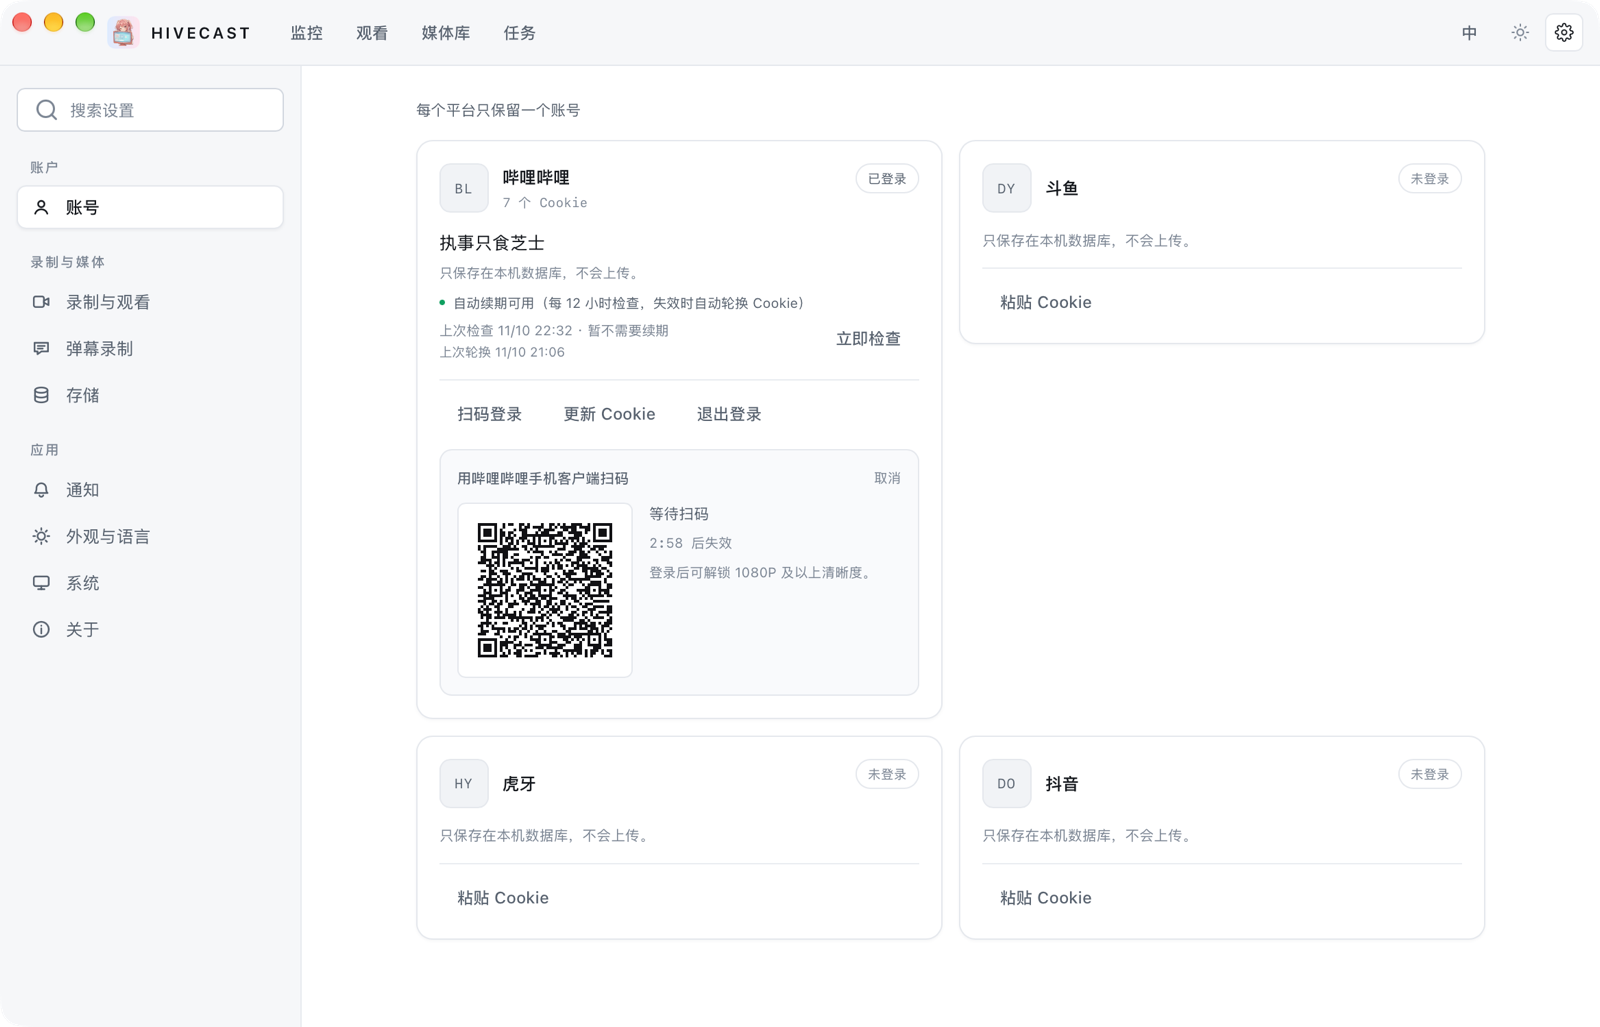 HIVECAST 监控 观看 媒体库 任务 中
搜索设置
账户
账号
录制与媒体
录制与观看
弹幕录制
存储
应用
通知
外观与语言
系统
关于
每个平台只保留一个账号
BL 哔哩哔哩 已登录
7 个 Cookie
执事只食芝士
只保存在本机数据库，不会上传。
自动续期可用（每 12 小时检查，失效时自动轮换 Cookie）
上次检查 11/10 22:32 · 暂不需要续期
上次轮换 11/10 21:06
立即检查
扫码登录 更新 Cookie 退出登录
用哔哩哔哩手机客户端扫码 取消
等待扫码
2:58 后失效
登录后可解锁 1080P 及以上清晰度。
DY 斗鱼 未登录
只保存在本机数据库，不会上传。
粘贴 Cookie
HY 虎牙 未登录
只保存在本机数据库，不会上传。
粘贴 Cookie
DO 抖音 未登录
只保存在本机数据库，不会上传。
粘贴 Cookie